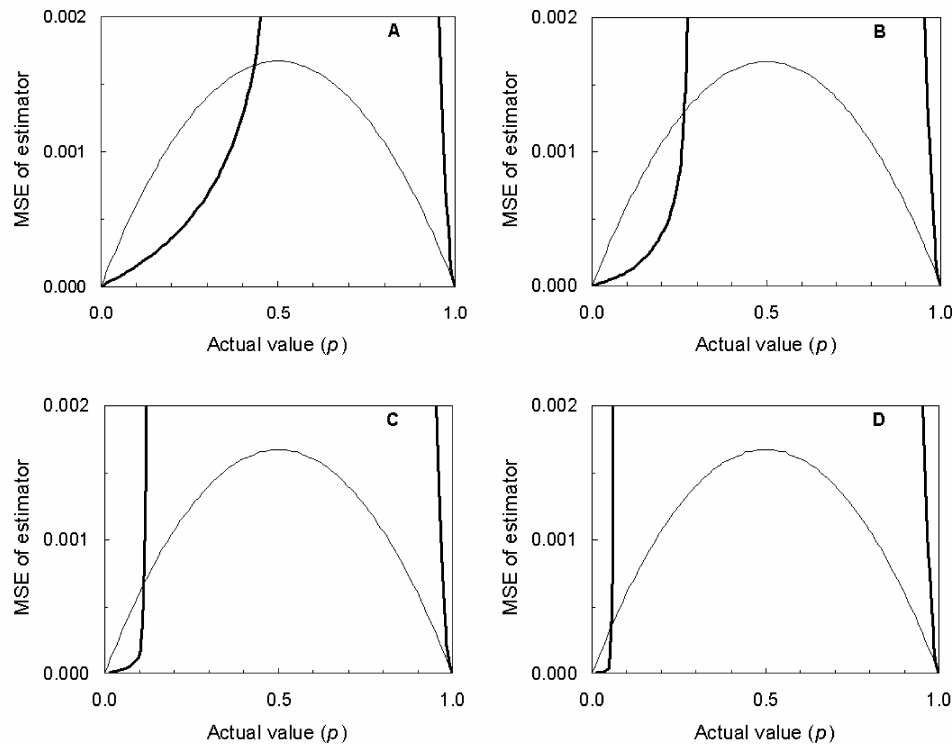 0.002
A
0.001
0.000
MSE of estimator
0.0
0.5
1.0
Actual value (p)
0.002
B
0.001
0.000
MSE of estimator
0.0
0.5
1.0
Actual value (p)
0.002
C
0.001
0.000
MSE of estimator
0.0
0.5
1.0
Actual value (p)
0.002
D
0.001
0.000
MSE of estimator
0.0
0.5
1.0
Actual value (p)